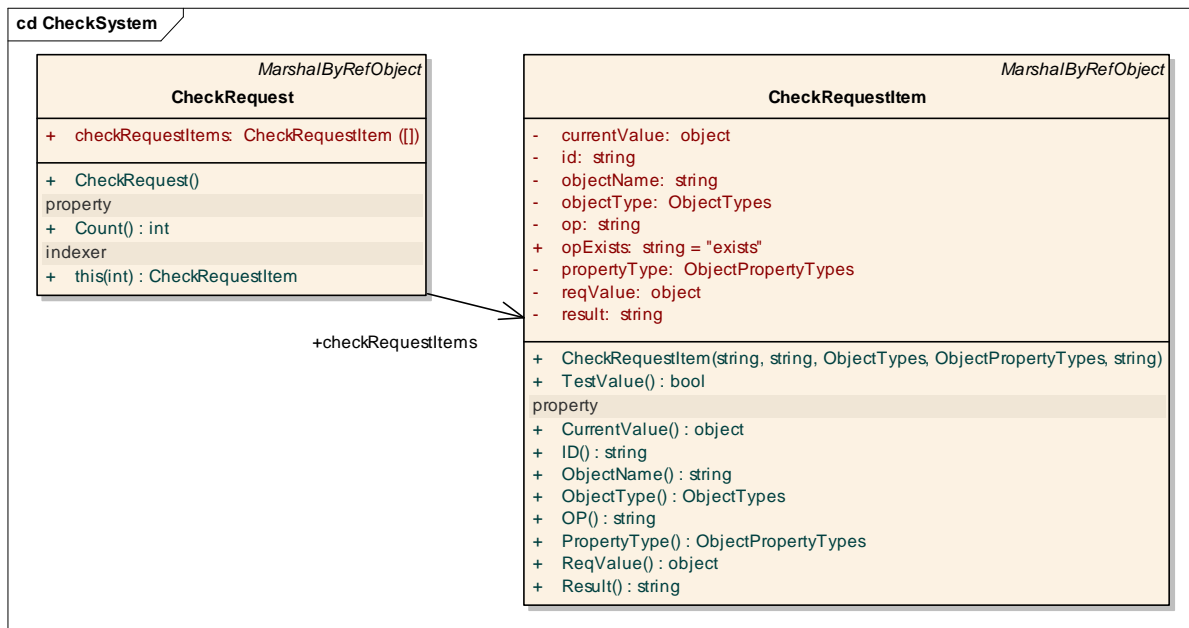 cd CheckSystem
MarshalByRefObject
CheckRequest
+ checkRequestItems: CheckRequestItem ([])
+ CheckRequest()
property
+ Count() : int
indexer
+ this(int) : CheckRequestItem
+checkRequestItems
MarshalByRefObject
CheckRequestItem
- currentValue: object
- id: string
- objectName: string
- objectType: ObjectTypes
- op: string
+ opExists: string = "exists"
- propertyType: ObjectPropertyTypes
- reqValue: object
- result: string
+ CheckRequestItem(string, string, ObjectTypes, ObjectPropertyTypes, string)
+ TestValue() : bool
property
+ CurrentValue() : object
+ ID() : string
+ ObjectName() : string
+ ObjectType() : ObjectTypes
+ OP() : string
+ PropertyType() : ObjectPropertyTypes
+ ReqValue() : object
+ Result() : string